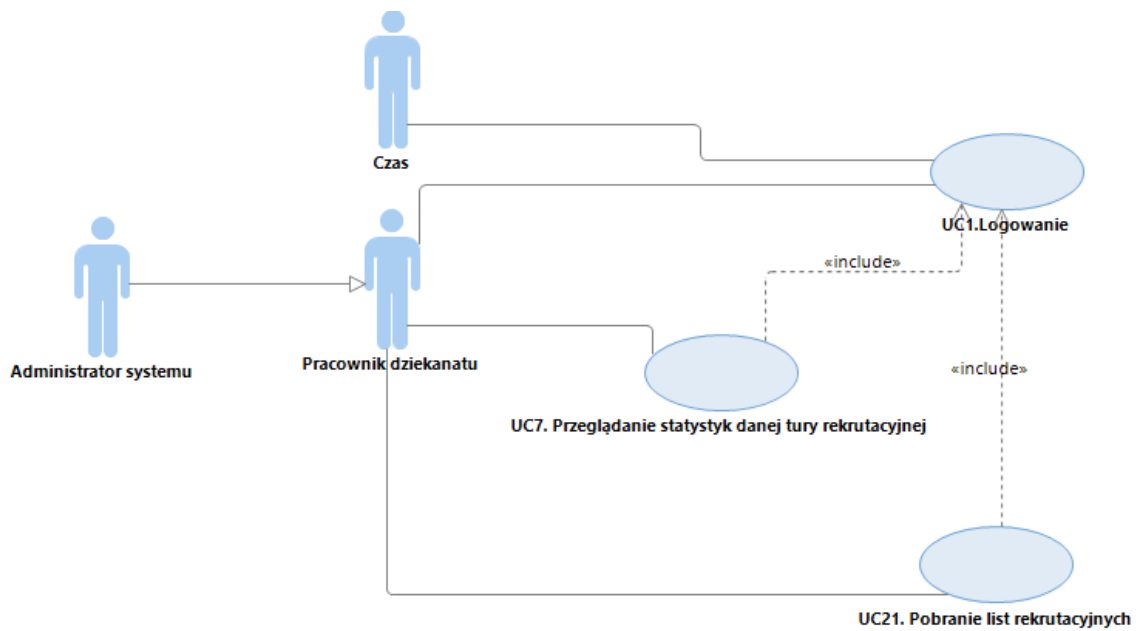 Czas
UC1.Logowanie
«include»
Administrator systemu
Pracownik dziekanatu
«include»
UC7. Przeglądanie statystyk danej tury rekrutacyjnej
UC21. Pobranie list rekrutacyjnych